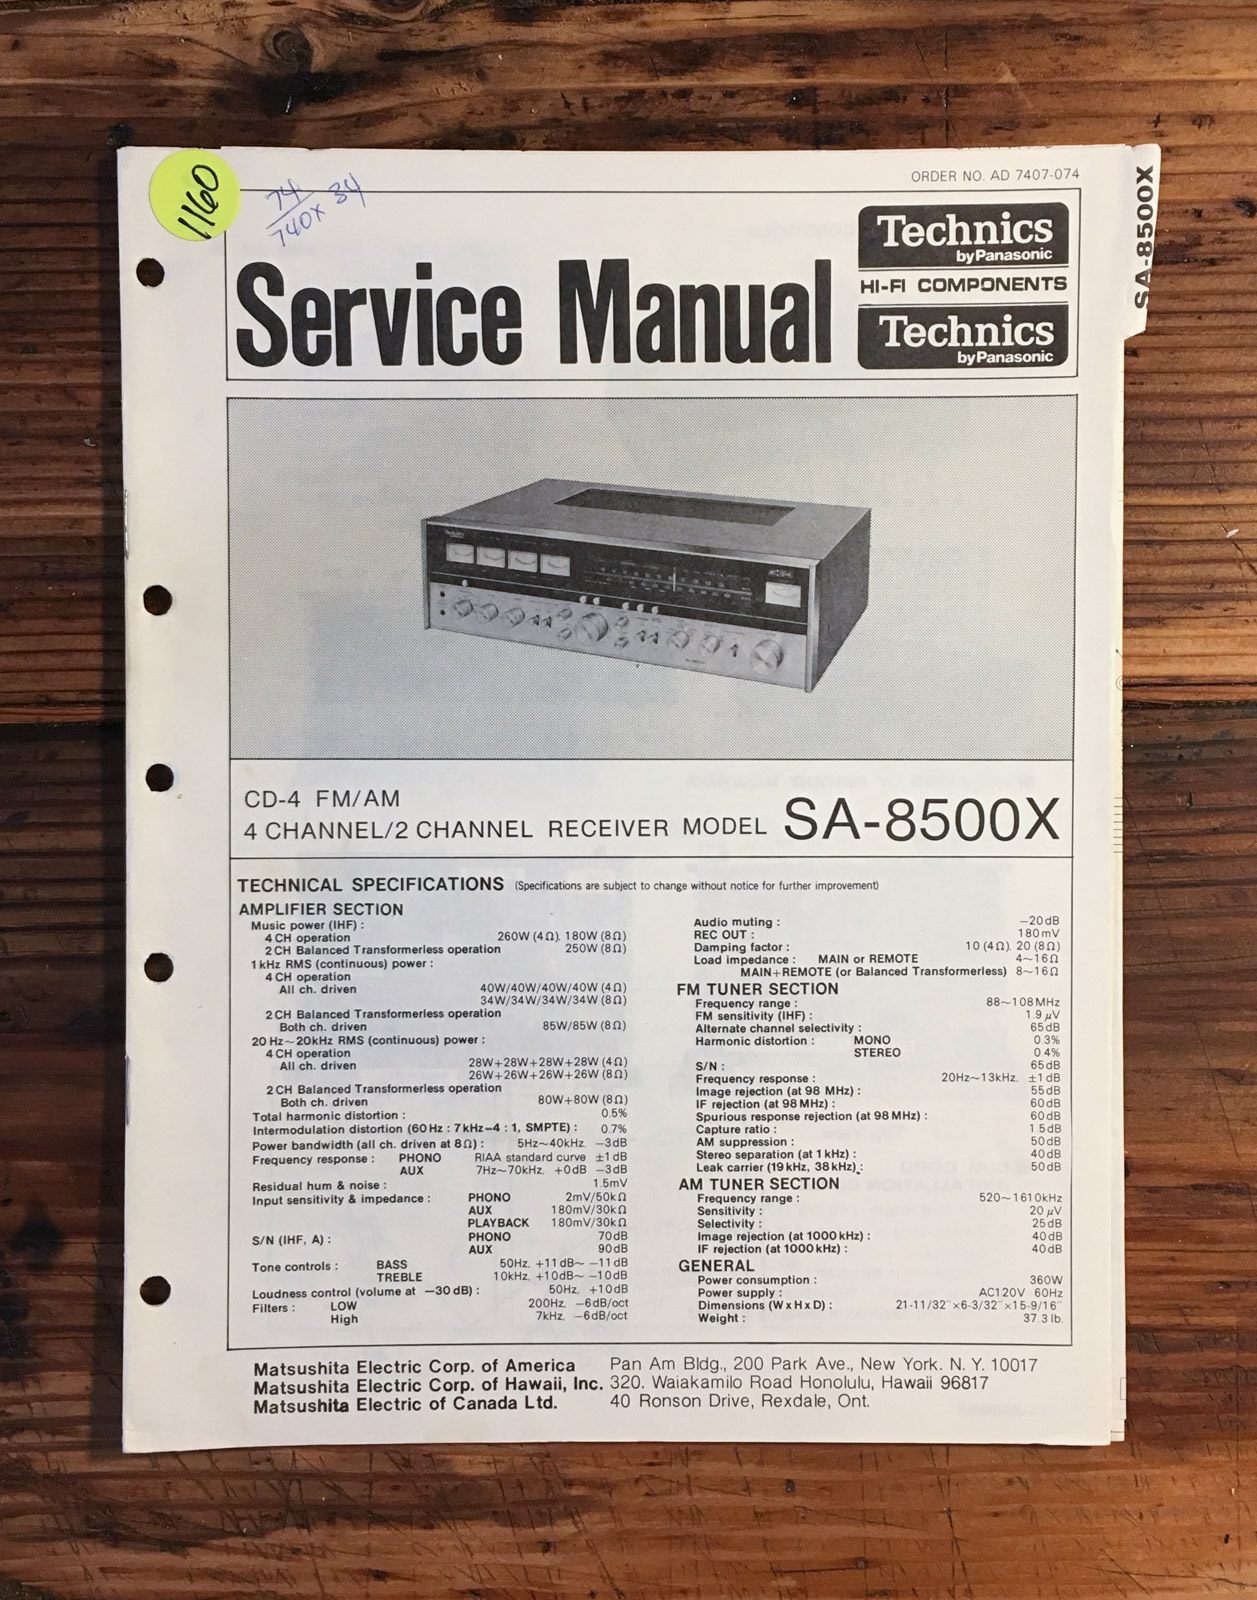 1160
74
740X 34
ORDER NO. AD 7407-074
SA-8500X
Service Manual
Technics
by Panasonic
HI-FI COMPONENTS
Technics
by Panasonic
CD-4 FM/AM
4 CHANNEL/2 CHANNEL RECEIVER MODEL SA-8500X
TECHNICAL SPECIFICATIONS (Specifications are subject to change without notice for further improvement)
AMPLIFIER SECTION
Music power (IHF) :
4 CH operation 260W (4Ω), 180W (8Ω)
2 CH Balanced Transformerless operation 250W (8Ω)
1 kHz RMS (continuous) power :
4 CH operation
All ch. driven 40W/40W/40W/40W (4Ω)
34W/34W/34W/34W (8Ω)
2 CH Balanced Transformerless operation
Both ch. driven 85W/85W (8Ω)
20 Hz~20kHz RMS (continuous) power :
4 CH operation
All ch. driven 28W+28W+28W+28W (4Ω)
26W+26W+26W+26W (8Ω)
2 CH Balanced Transformerless operation
Both ch. driven 80W+80W (8Ω)
Total harmonic distortion : 0.5%
Intermodulation distortion (60 Hz : 7 kHz-4 : 1, SMPTE) : 0.7%
Power bandwidth (all ch. driven at 8Ω) : 5Hz~40kHz, −3dB
Frequency response : PHONO RIAA standard curve ±1dB
AUX 7Hz~70kHz, +0dB −3dB
Residual hum & noise : 1.5mV
Input sensitivity & impedance : PHONO 2mV/50kΩ
AUX 180mV/30kΩ
PLAYBACK 180mV/30kΩ
S/N (IHF, A) : PHONO 70dB
AUX 90dB
Tone controls : BASS 50Hz, +11dB~ −11dB
TREBLE 10kHz, +10dB~ −10dB
Loudness control (volume at −30 dB) : 50Hz, +10dB
Filters : LOW 200Hz, −6dB/oct
High 7kHz, −6dB/oct
Audio muting : −20dB
REC OUT : 180mV
Damping factor : 10 (4Ω), 20 (8Ω)
Load impedance : MAIN or REMOTE 4~16Ω
MAIN+REMOTE (or Balanced Transformerless) 8~16Ω
FM TUNER SECTION
Frequency range : 88~108MHz
FM sensitivity (IHF) : 1.9 μV
Alternate channel selectivity : 65dB
Harmonic distortion : MONO 0.3%
STEREO 0.4%
S/N : 65dB
Frequency response : 20Hz~13kHz, ±1dB
Image rejection (at 98 MHz) : 55dB
IF rejection (at 98MHz) : 60dB
Spurious response rejection (at 98 MHz) : 60dB
Capture ratio : 1.5dB
AM suppression : 50dB
Stereo separation (at 1 kHz) : 40dB
Leak carrier (19 kHz, 38 kHz) : 50dB
AM TUNER SECTION
Frequency range : 520~1610kHz
Sensitivity : 20 μV
Selectivity : 25dB
Image rejection (at 1000 kHz) : 40dB
IF rejection (at 1000 kHz) : 40dB
GENERAL
Power consumption : 360W
Power supply : AC120V 60Hz
Dimensions (W x H x D) : 21-11/32"×6-3/32"×15-9/16"
Weight : 37.3 lb.
Matsushita Electric Corp. of America Pan Am Bldg., 200 Park Ave., New York. N. Y. 10017
Matsushita Electric Corp. of Hawaii, Inc. 320. Waiakamilo Road Honolulu, Hawaii 96817
Matsushita Electric of Canada Ltd. 40 Ronson Drive, Rexdale, Ont.